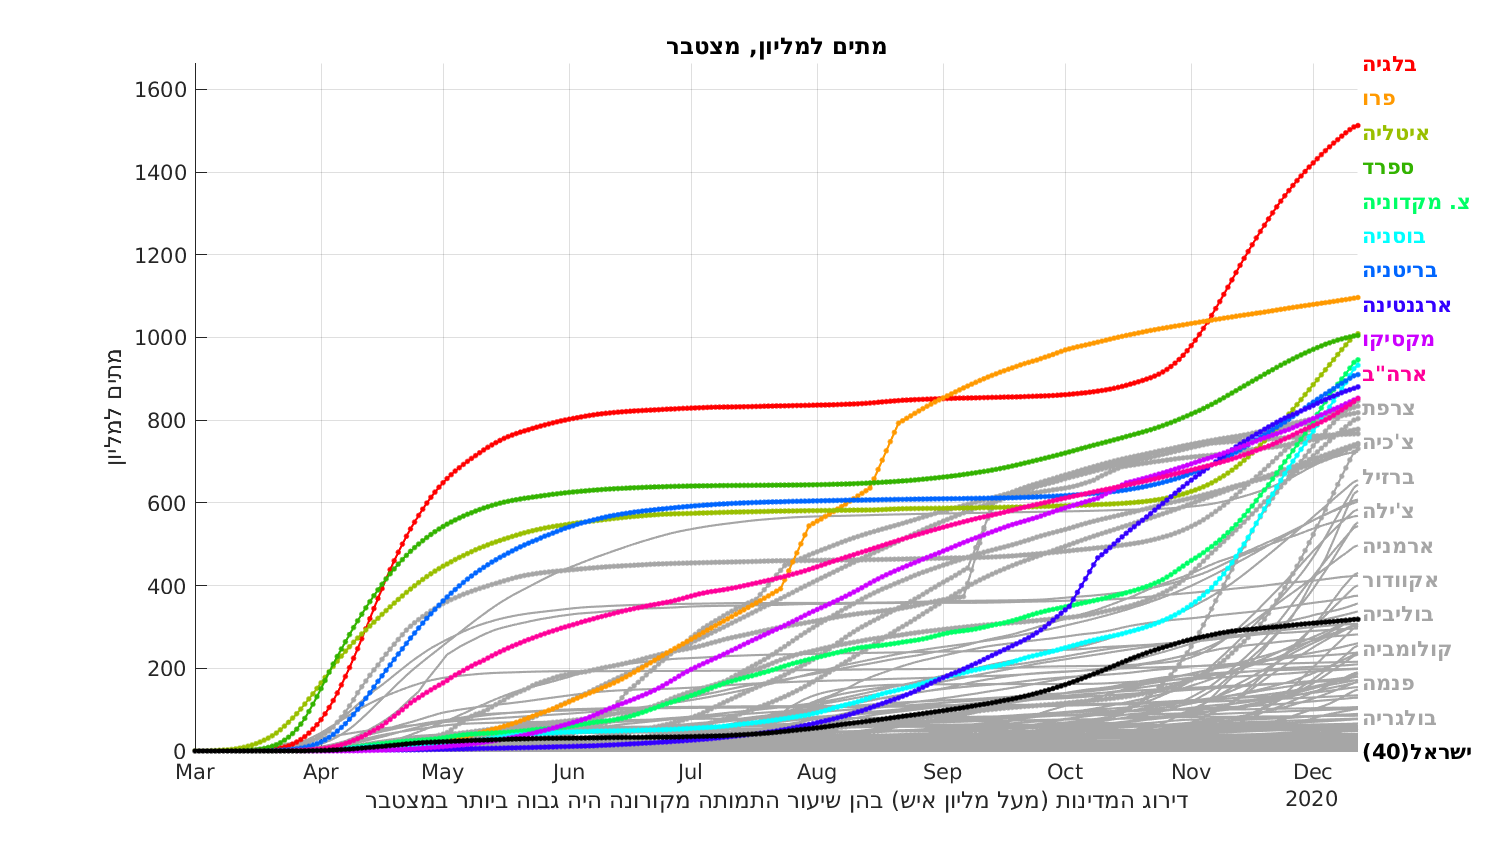 מתים למליון, מצטבר
מתים למליון
1600
1400
1200
1000
800
600
400
200
0
Mar Apr May Jun Jul Aug Sep Oct Nov Dec
2020
דירוג המדינות (מעל מליון איש) בהן שיעור התמותה מקורונה היה גבוה ביותר במצטבר
בלגיה
פרו
איטליה
ספרד
צ. מקדוניה
בוסניה
בריטניה
ארגנטינה
מקסיקו
ארה"ב
צרפת
צ'כיה
ברזיל
צ'ילה
ארמניה
אקוודור
בוליביה
קולומביה
פנמה
בולגריה
ישראל(40)